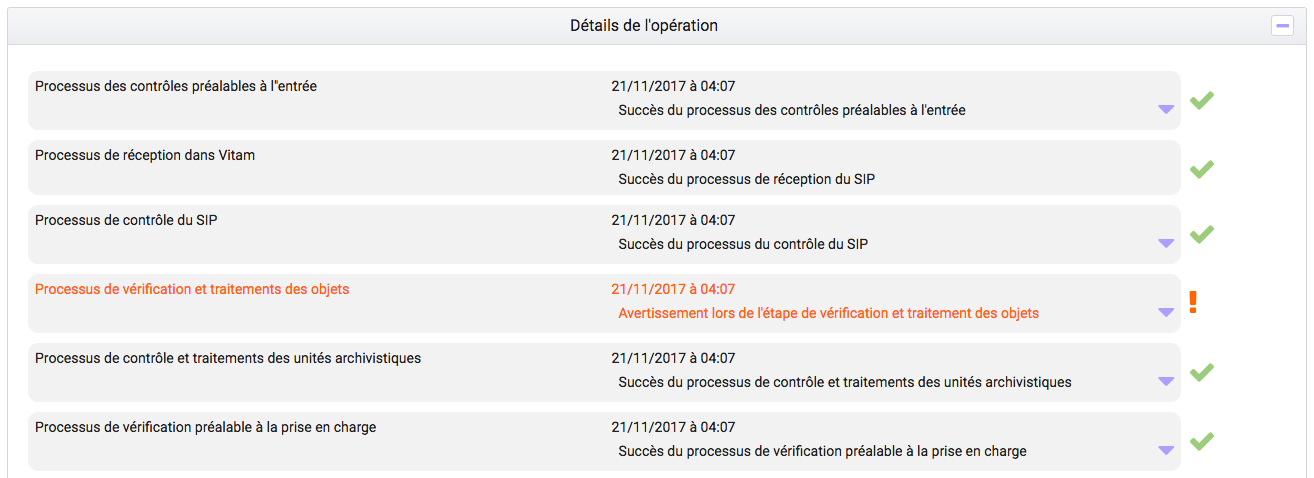 Détails de l'opération
Processus des contrôles préalables à l"entrée
21/11/2017 à 04:07
Succès du processus des contrôles préalables à l'entrée
Processus de réception dans Vitam
21/11/2017 à 04:07
Succès du processus de réception du SIP
Processus de contrôle du SIP
21/11/2017 à 04:07
Succès du processus du contrôle du SIP
Processus de vérification et traitements des objets
21/11/2017 à 04:07
Avertissement lors de l'étape de vérification et traitement des objets
Processus de contrôle et traitements des unités archivistiques
21/11/2017 à 04:07
Succès du processus de contrôle et traitements des unités archivistiques
Processus de vérification préalable à la prise en charge
21/11/2017 à 04:07
Succès du processus de vérification préalable à la prise en charge